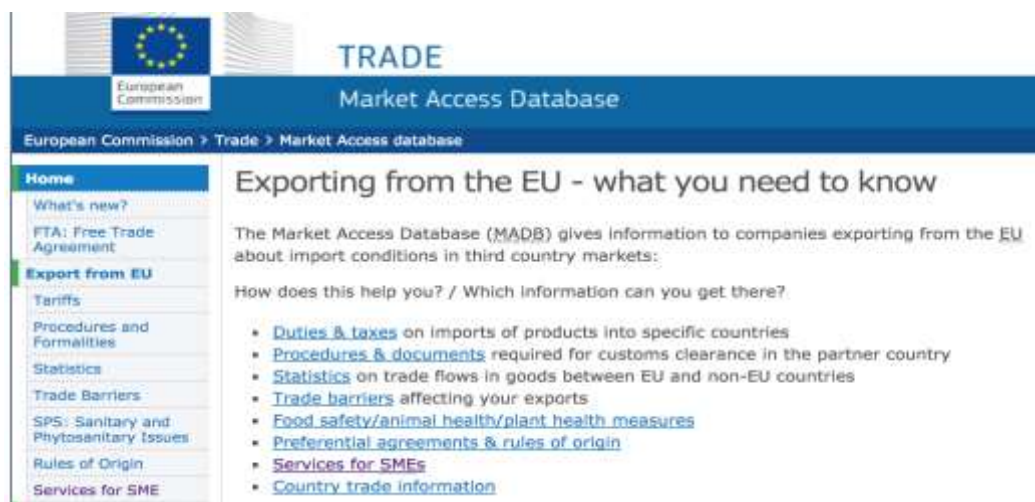 TRADE
European
Commission
Market Access Database
European Commission > Trade > Market Access database
Home
What's new?
FTA: Free Trade
Agreement
Export from EU
Tariffs
Procedures and
Formalities
Statistics
Trade Barriers
SPS: Sanitary and
Phytosanitary Issues
Rules of Origin
Services for SME
Exporting from the EU - what you need to know
The Market Access Database (MADB) gives information to companies exporting from the EU
about import conditions in third country markets:
How does this help you? / Which information can you get there?
• Duties & taxes on imports of products into specific countries
• Procedures & documents required for customs clearance in the partner country
• Statistics on trade flows in goods between EU and non-EU countries
• Trade barriers affecting your exports
• Food safety/animal health/plant health measures
• Preferential agreements & rules of origin
• Services for SMEs
• Country trade information